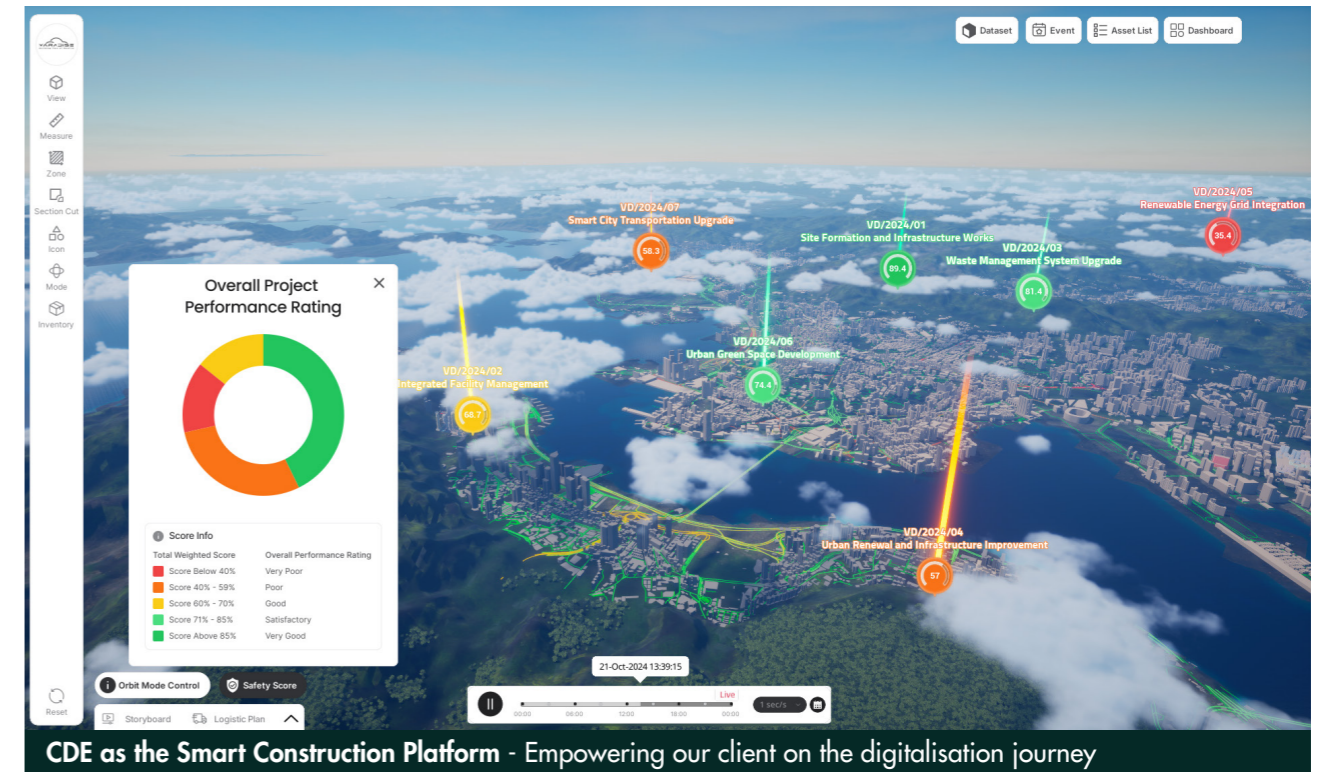 Dataset
Event
Asset List
Dashboard
VARADISE
View
Measure
Zone
Section Cut
Icon
Mode
Inventory
Reset
VD/2024/05
Renewable Energy Grid Integration
35.4
VD/2024/07
Smart City Transportation Upgrade
58.3
VD/2024/01
Site Formation and Infrastructure Works
89.4
VD/2024/03
Waste Management System Upgrade
81.4
VD/2024/06
Urban Green Space Development
74.4
VD/2024/02
Integrated Facility Management
68.7
VD/2024/04
Urban Renewal and Infrastructure Improvement
57
Overall Project
Performance Rating
Score Info
Total Weighted Score Overall Performance Rating
Score Below 40% Very Poor
Score 40% - 59% Poor
Score 60% - 70% Good
Score 71% - 85% Satisfactory
Score Above 85% Very Good
Orbit Mode Control
Safety Score
Storyboard
Logistic Plan
21-Oct-2024 13:39:15
Live
00:00 06:00 12:00 18:00 00:00
1 sec/s
CDE as the Smart Construction Platform - Empowering our client on the digitalisation journey